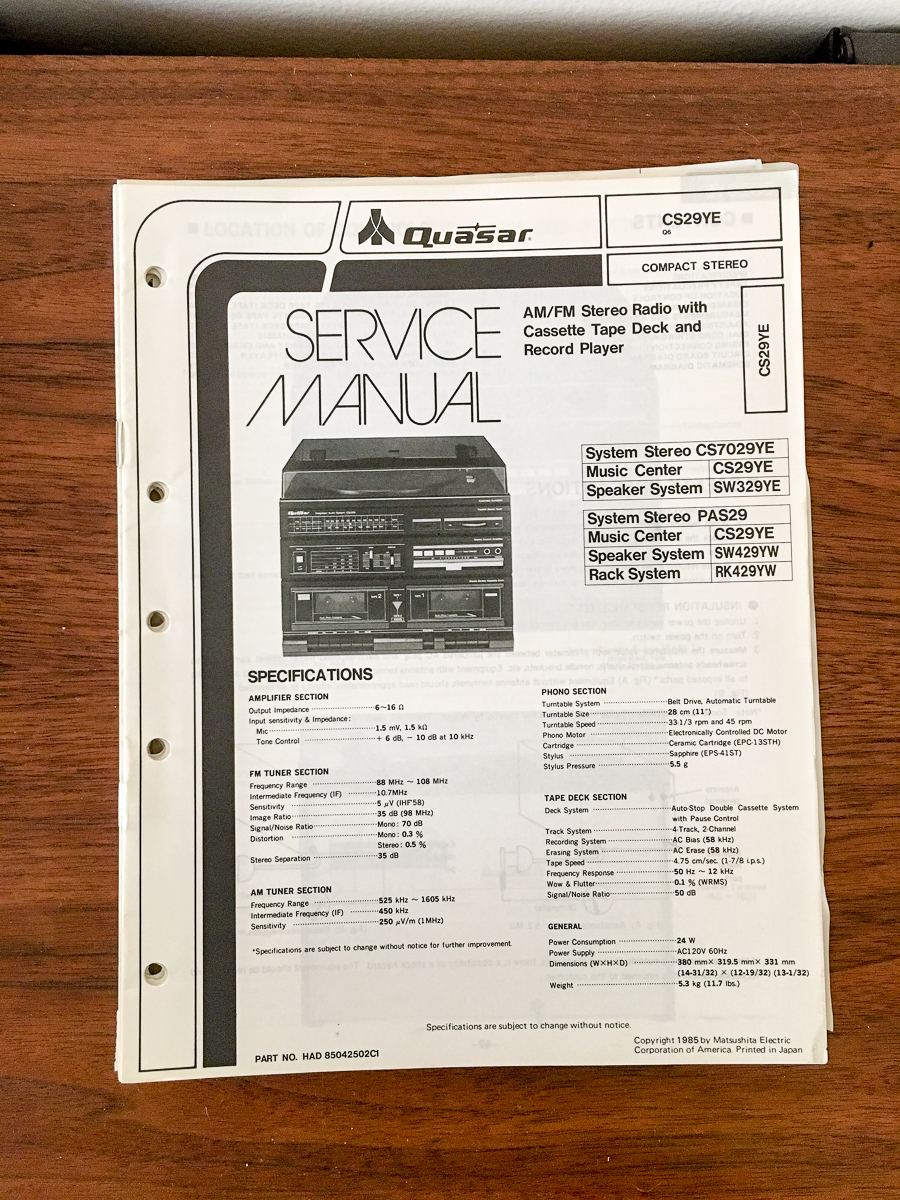 Quasar®
CS29YE
Q6
COMPACT STEREO
SERVICE
MANUAL
AM/FM Stereo Radio with
Cassette Tape Deck and
Record Player
CS29YE
System Stereo CS7029YE
Music Center CS29YE
Speaker System SW329YE
System Stereo PAS29
Music Center CS29YE
Speaker System SW429YW
Rack System RK429YW
Quasar
TAPE 2
TAPE 1
SPECIFICATIONS
AMPLIFIER SECTION
Output Impedance 6~16 Ω
Input sensitivity & Impedance:
Mic 1.5 mV, 1.5 kΩ
Tone Control + 6 dB, − 10 dB at 10 kHz
FM TUNER SECTION
Frequency Range 88 MHz ~ 108 MHz
Intermediate Frequency (IF) 10.7MHz
Sensitivity 5 µV (IHF'58)
Image Ratio 35 dB (98 MHz)
Signal/Noise Ratio Mono: 70 dB
Distortion Mono: 0.3 %
Stereo: 0.5 %
Stereo Separation 35 dB
AM TUNER SECTION
Frequency Range 525 kHz ~ 1605 kHz
Intermediate Frequency (IF) 450 kHz
Sensitivity 250 µV/m (1MHz)
*Specifications are subject to change without notice for further improvement.
PHONO SECTION
Turntable System Belt Drive, Automatic Turntable
Turntable Size 28 cm (11")
Turntable Speed 33-1/3 rpm and 45 rpm
Phono Motor Electronically Controlled DC Motor
Cartridge Ceramic Cartridge (EPC-13STH)
Stylus Sapphire (EPS-41ST)
Stylus Pressure 5.5 g
TAPE DECK SECTION
Deck System Auto-Stop Double Cassette System
with Pause Control
Track System 4-Track, 2-Channel
Recording System AC Bias (58 kHz)
Erasing System AC Erase (58 kHz)
Tape Speed 4.75 cm/sec. (1-7/8 i.p.s.)
Frequency Response 50 Hz ~ 12 kHz
Wow & Flutter 0.1 % (WRMS)
Signal/Noise Ratio 50 dB
GENERAL
Power Consumption 24 W
Power Supply AC120V 60Hz
Dimensions (W×H×D) 380 mm× 319.5 mm× 331 mm
(14-31/32) × (12-19/32) (13-1/32)
Weight 5.3 kg (11.7 lbs.)
Specifications are subject to change without notice.
PART NO. HAD 85042502C1
Copyright 1985 by Matsushita Electric
Corporation of America. Printed in Japan